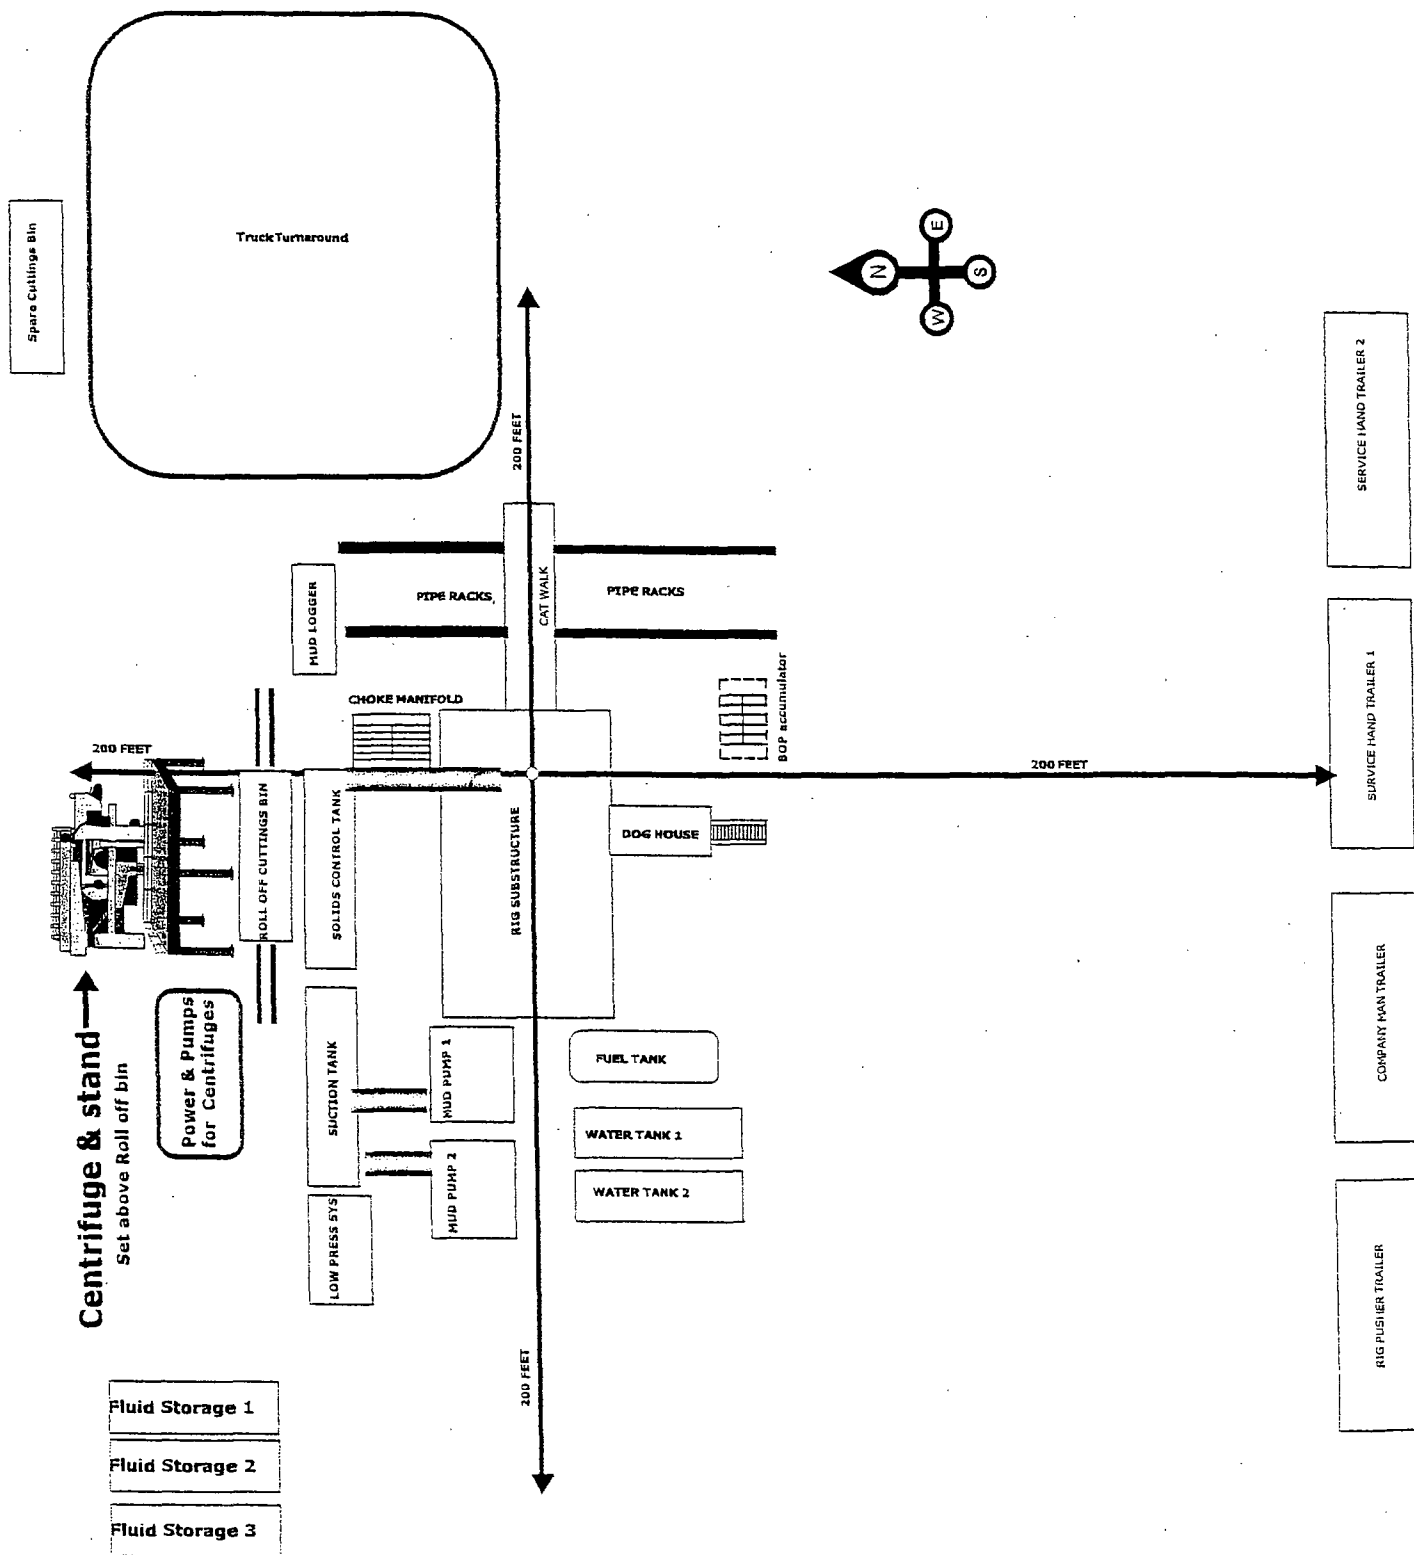 Spare Cuttings Bin
TruckTurnaround
N
E
S
W
200 FEET
SERVICE HAND TRAILER 2
MUD LOGGER
PIPE RACKS
CAT WALK
PIPE RACKS
CHOKE MANIFOLD
BOP accumulator
SURVICE HAND TRAILER 1
200 FEET
200 FEET
ROLL OFF CUTTINGS BIN
SOLIDS CONTROL TANK
RIG SUBSTRUCTURE
DOG HOUSE
COMPANY MAN TRAILER
Centrifuge & stand
Set above Roll off bin
Power & Pumps
for Centrifuges
SUCTION TANK
MUD PUMP 1
FUEL TANK
WATER TANK 1
MUD PUMP 2
WATER TANK 2
LOW PRESS SYS
RIG PUSHER TRAILER
200 FEET
Fluid Storage 1
Fluid Storage 2
Fluid Storage 3